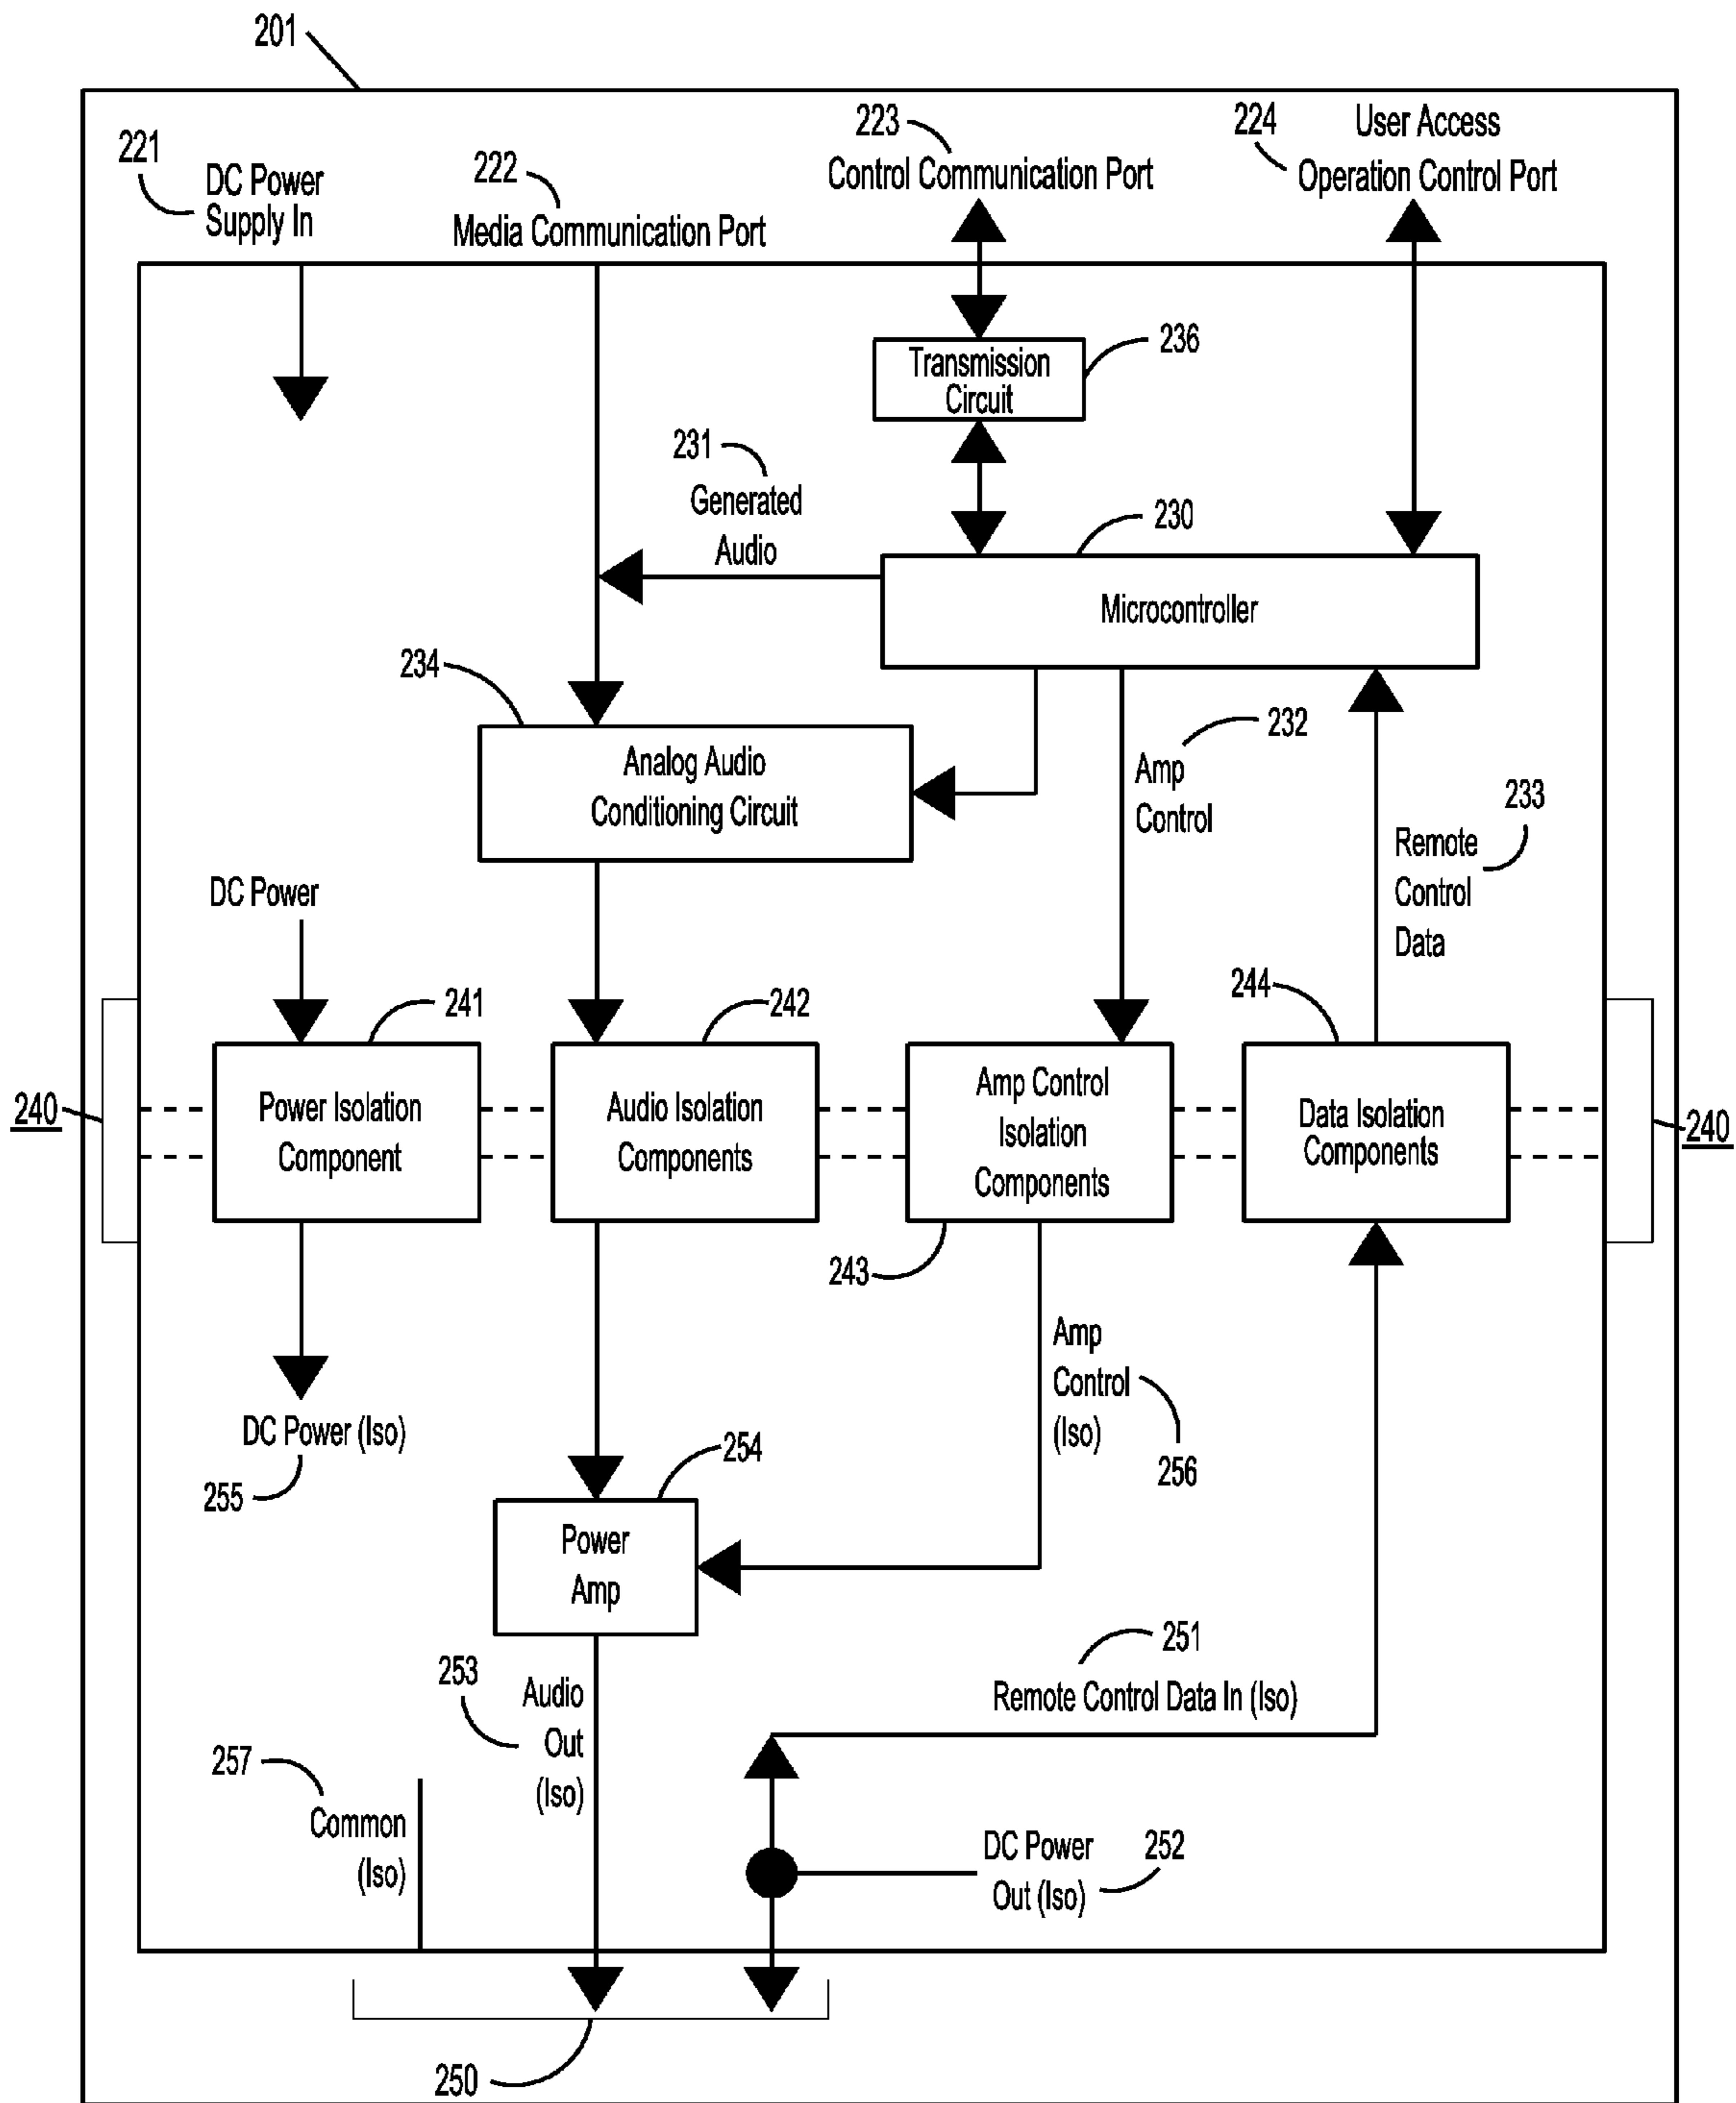 201
221
DC Power
Supply In
222
Media Communication Port
223
Control Communication Port
224
User Access
Operation Control Port
Transmission
Circuit
236
231
Generated
Audio
230
Microcontroller
234
Analog Audio
Conditioning Circuit
Amp
Control
232
Remote
Control
Data
233
DC Power
241
242
244
240
Power Isolation
Component
Audio Isolation
Components
Amp Control
Isolation
Components
Data Isolation
Components
240
243
DC Power (Iso)
255
Amp
Control
(Iso)
256
254
Power
Amp
251
Remote Control Data In (Iso)
253
Audio
Out
(Iso)
257
Common
(Iso)
DC Power
Out (Iso)
252
250